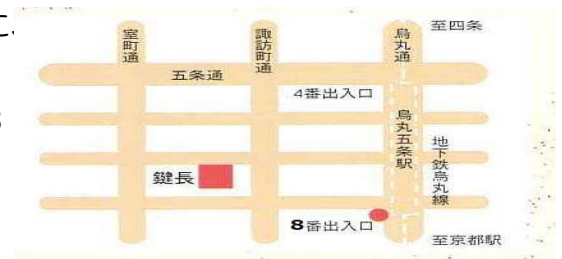 室町通
諏訪町通
烏丸通
至四条
五条通
4番出入口
烏丸五条駅
地下鉄烏丸線
鍵長
8番出入口
至京都駅